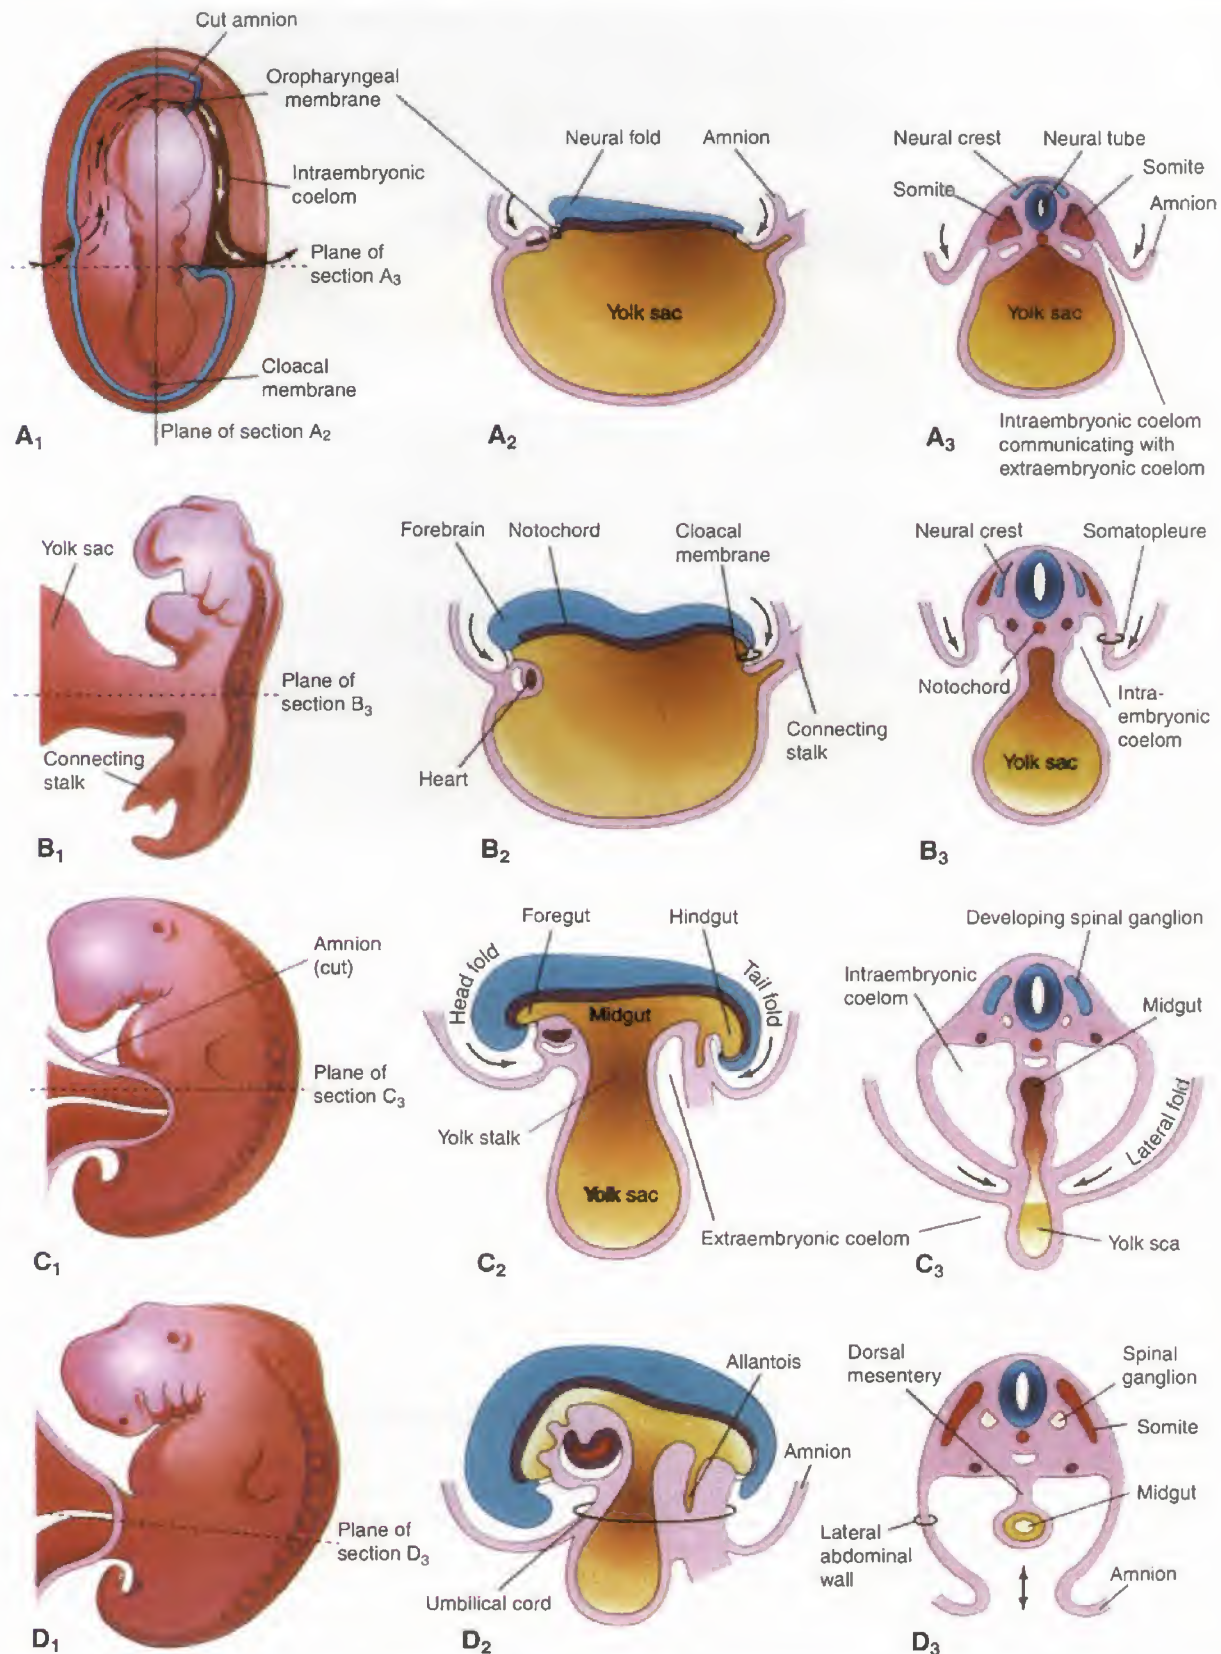 Cut amnion
Oropharyngeal
membrane
Intraembryonic
coelom
Plane of
section A3
Cloacal
membrane
Plane of section A2
A1
Neural fold
Amnion
Yolk sac
A2
Neural crest
Neural tube
Somite
Somite
Amnion
Yolk sac
Intraembryonic coelom
communicating with
extraembryonic coelom
A3
Yolk sac
Plane of
section B3
Connecting
stalk
B1
Forebrain
Notochord
Cloacal
membrane
Heart
Connecting
stalk
B2
Neural crest
Somatopleure
Notochord
Intra-
embryonic
coelom
Yolk sac
B3
Amnion
(cut)
Plane of
section C3
C1
Foregut
Hindgut
Head fold
Tail fold
Midgut
Yolk stalk
Yolk sac
Extraembryonic coelom
C2
Developing spinal ganglion
Intraembryonic
coelom
Midgut
Lateral fold
Yolk sca
C3
Plane of
section D3
D1
Allantois
Amnion
Umbilical cord
D2
Dorsal
mesentery
Spinal
ganglion
Somite
Midgut
Lateral
abdominal
wall
Amnion
D3